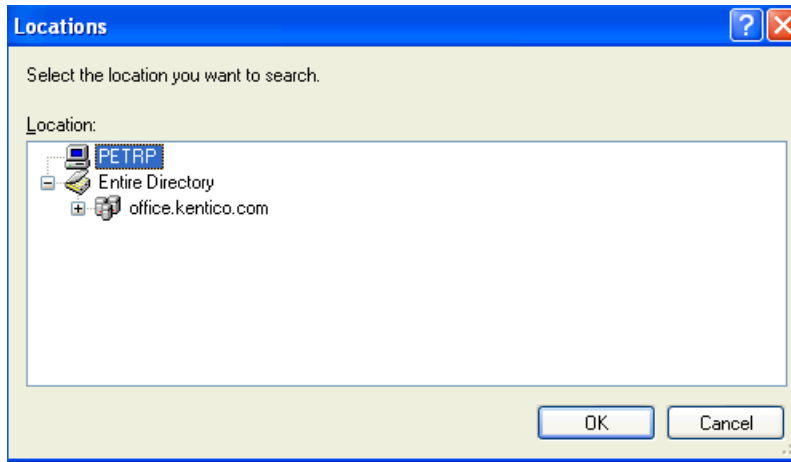 Locations
Select the location you want to search.
Location:
PETRP
Entire Directory
office.kentico.com
OK Cancel